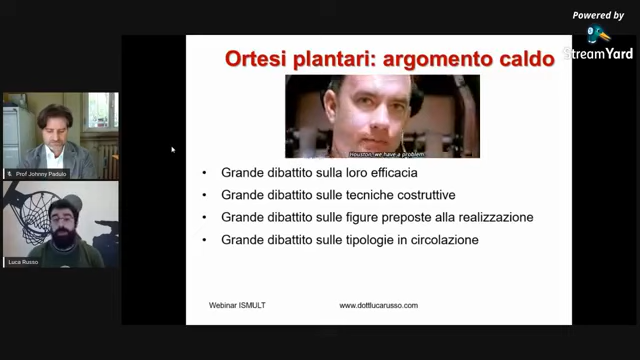 Powered by
StreamYard
Ortesi plantari: argomento caldo
Houston, we have a problem.
• Grande dibattito sulla loro efficacia
• Grande dibattito sulle tecniche costruttive
• Grande dibattito sulle figure preposte alla realizzazione
• Grande dibattito sulle tipologie in circolazione
Prof Johnny Padulo
Luca Russo
Webinar ISMULT
www.dottlucarusso.com